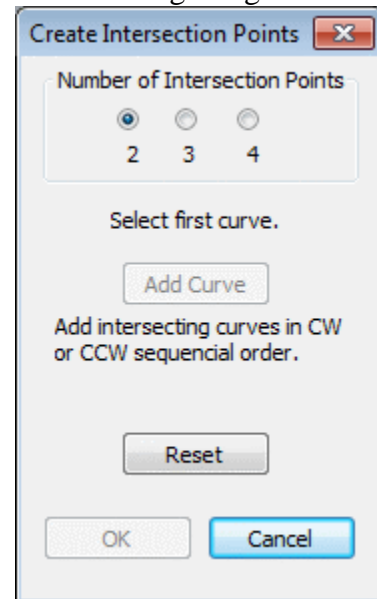 Create Intersection Points
Number of Intersection Points
2 3 4
Select first curve.
Add Curve
Add intersecting curves in CW
or CCW sequencial order.
Reset
OK Cancel